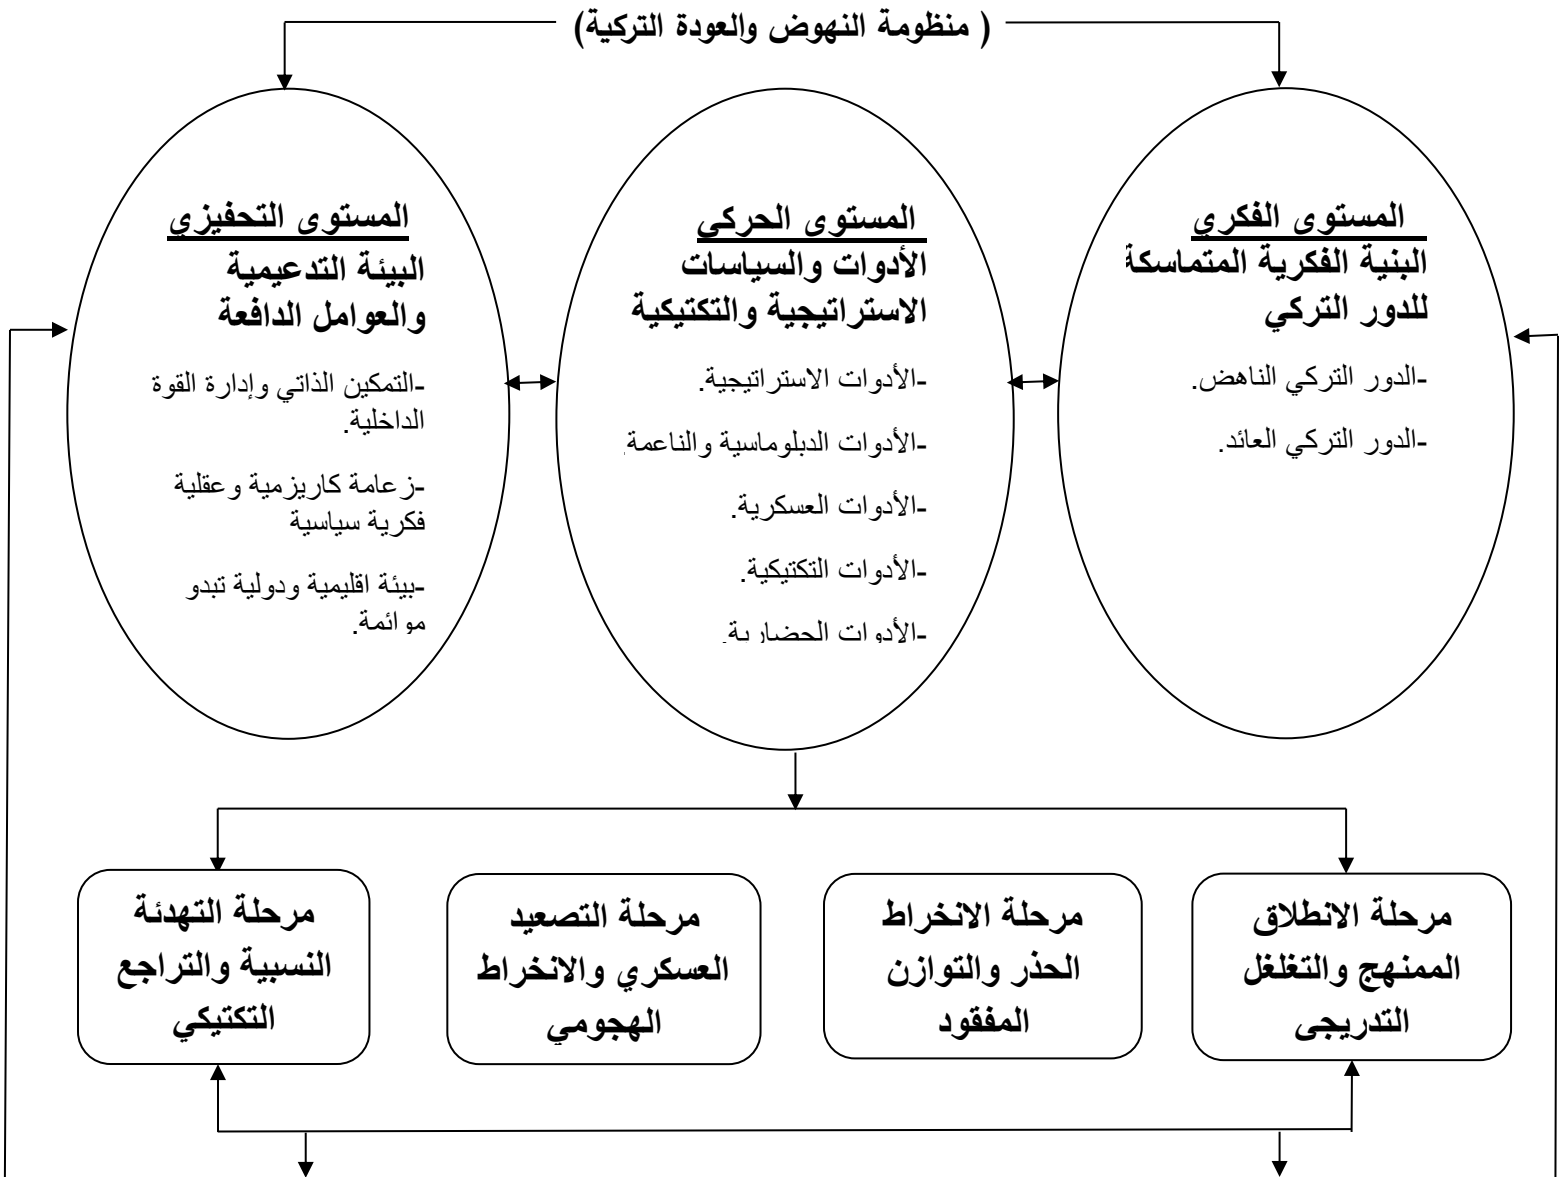 ( منظومة النهوض والعودة التركية)
المستوى الفكري
البنية الفكرية المتماسكة
للدور التركي
-الدور التركي الناهض.
-الدور التركي العائد.
المستوى الحركي
الأدوات والسياسات
الاستراتيجية والتكتيكية
-الأدوات الاستراتيجية.
-الأدوات الدبلوماسية والناعمة.
-الأدوات العسكرية.
-الأدوات التكتيكية.
-الأدوات الحضارية.
المستوى التحفيزي
البيئة التدعيمية
والعوامل الدافعة
-التمكين الذاتي وإدارة القوة
الداخلية.
-زعامة كاريزمية وعقلية
فكرية سياسية
-بيئة اقليمية ودولية تبدو
موائمة.
مرحلة الانطلاق
الممنهج والتغلغل
التدريجى
مرحلة الانخراط
الحذر والتوازن
المفقود
مرحلة التصعيد
العسكري والانخراط
الهجومي
مرحلة التهدئة
النسبية والتراجع
التكتيكي